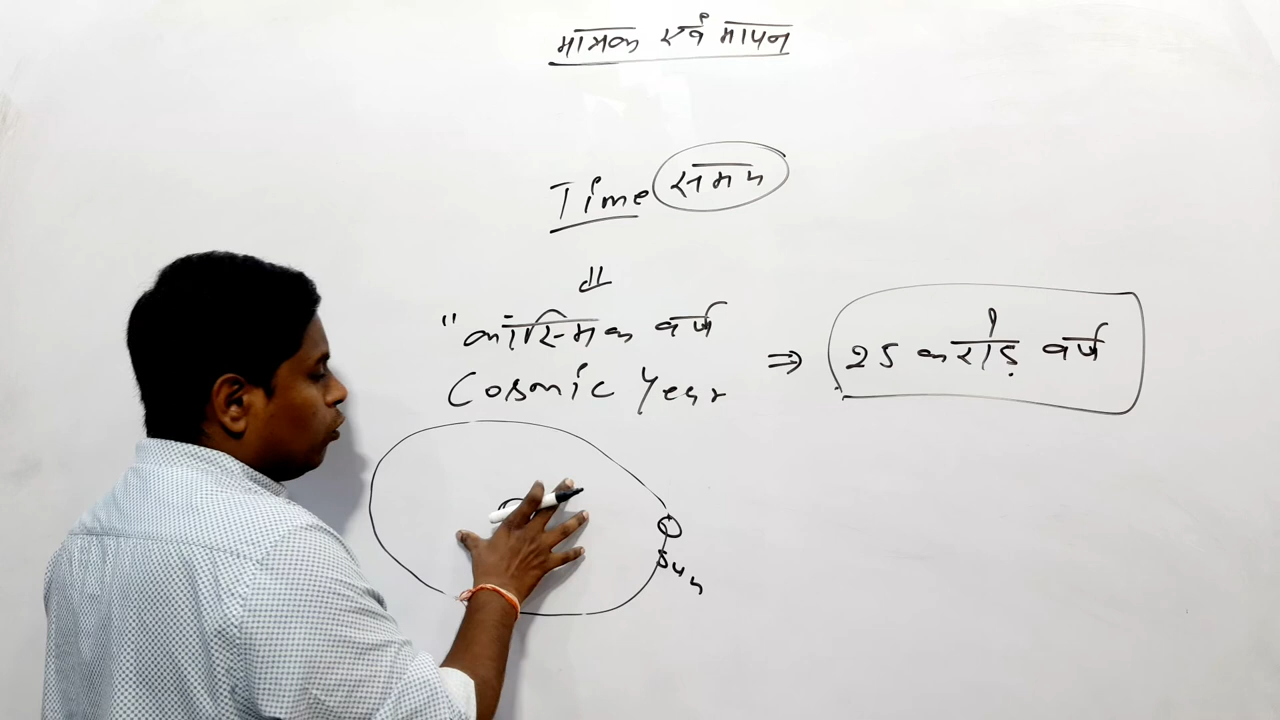 मात्रक एवं मापन
Time समय
"कॉस्मिक वर्ष
Cosmic Year
⇒ 25 करोड़ वर्ष
Sun